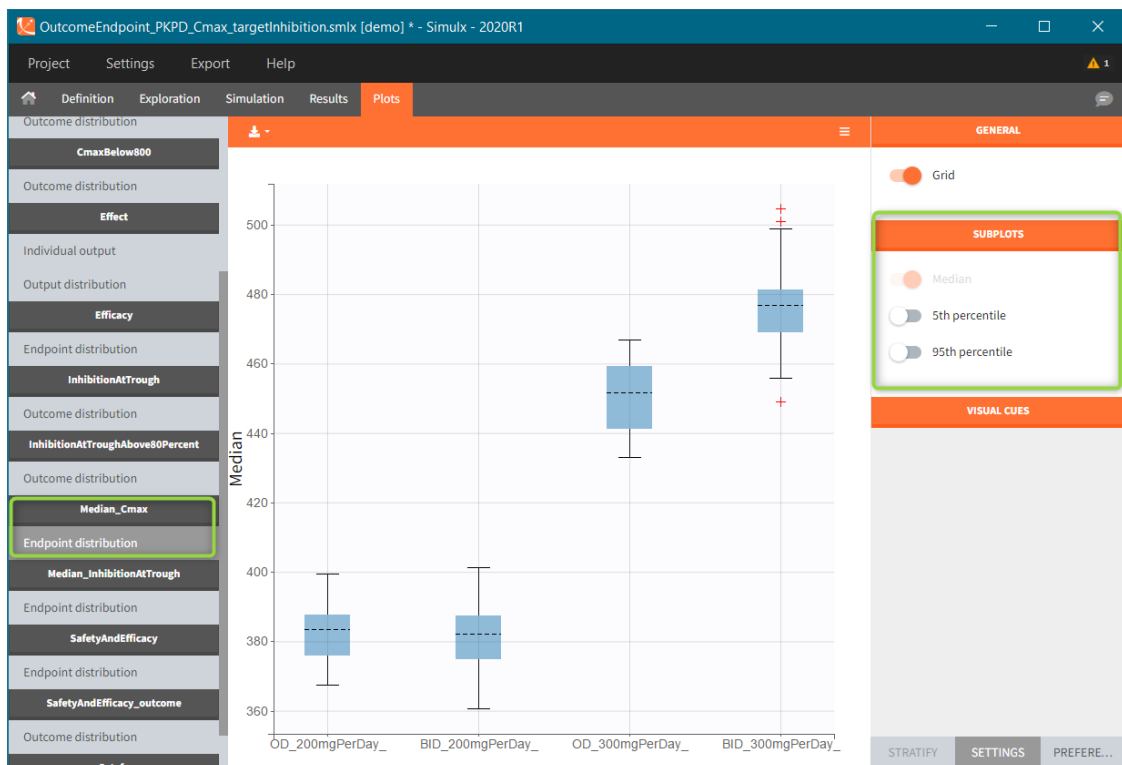 OutcomeEndpoint_PKPD_Cmax_targetInhibition.smlx [demo] * - Simulx - 2020R1
Project Settings Export Help
1
Definition Exploration Simulation Results Plots
Outcome distribution
CmaxBelow800
Outcome distribution
Effect
Individual output
Output distribution
Efficacy
Endpoint distribution
InhibitionAtTrough
Outcome distribution
InhibitionAtTroughAbove80Percent
Outcome distribution
Median_Cmax
Endpoint distribution
Median_InhibitionAtTrough
Endpoint distribution
SafetyAndEfficacy
Endpoint distribution
SafetyAndEfficacy_outcome
Outcome distribution
Median
500
480
460
440
420
400
380
360
OD_200mgPerDay_ BID_200mgPerDay_ OD_300mgPerDay_ BID_300mgPerDay_
GENERAL
Grid
SUBPLOTS
Median
5th percentile
95th percentile
VISUAL CUES
STRATIFY SETTINGS PREFERE...